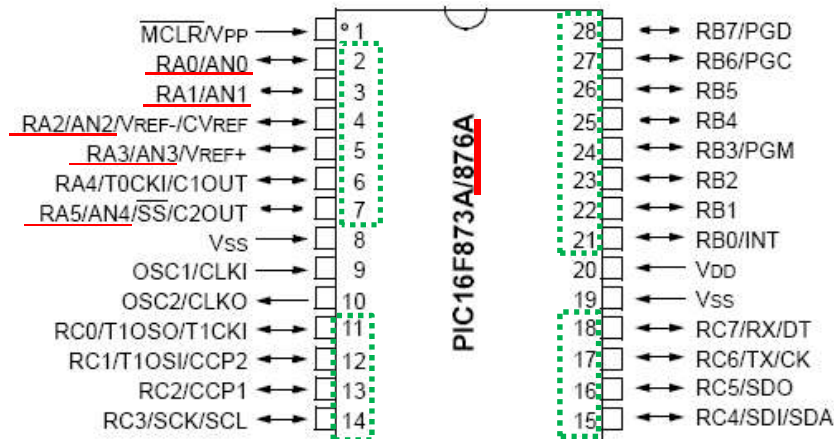 MCLR/VPP 1 28 RB7/PGD
RA0/AN0 2 27 RB6/PGC
RA1/AN1 3 26 RB5
RA2/AN2/VREF-/CVREF 4 25 RB4
RA3/AN3/VREF+ 5 24 RB3/PGM
RA4/T0CKI/C1OUT 6 23 RB2
RA5/AN4/SS/C2OUT 7 22 RB1
VSS 8 21 RB0/INT
OSC1/CLKI 9 20 VDD
OSC2/CLKO 10 19 VSS
RC0/T1OSO/T1CKI 11 18 RC7/RX/DT
RC1/T1OSI/CCP2 12 17 RC6/TX/CK
RC2/CCP1 13 16 RC5/SDO
RC3/SCK/SCL 14 15 RC4/SDI/SDA
PIC16F873A/876A